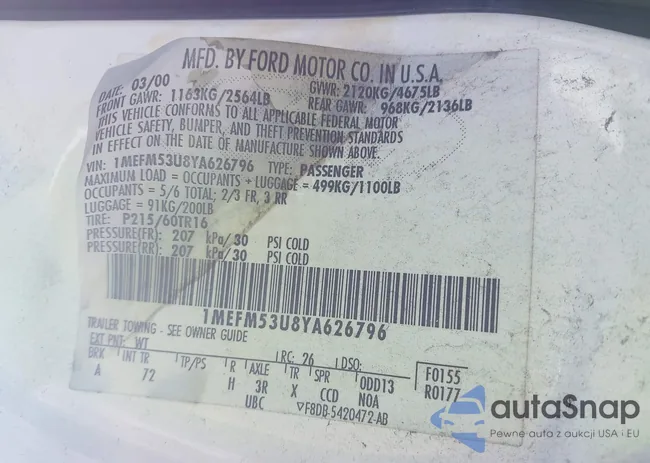 MFD. BY FORD MOTOR CO. IN U.S.A.
DATE: 03/00 GVWR: 2120KG/4675LB
FRONT GAWR: 1163KG/2564LB REAR GAWR: 968KG/2136LB
THIS VEHICLE CONFORMS TO ALL APPLICABLE FEDERAL MOTOR
VEHICLE SAFETY, BUMPER, AND THEFT PREVENTION STANDARDS
IN EFFECT ON THE DATE OF MANUFACTURE SHOWN ABOVE.
VIN: 1MEFM53U8YA626796 TYPE: PASSENGER
MAXIMUM LOAD = OCCUPANTS + LUGGAGE = 499KG/1100LB
OCCUPANTS = 5/6 TOTAL; 2/3 FR, 3 RR
LUGGAGE = 91KG/200LB
TIRE: P215/60TR16
PRESSURE(FR): 207 kPa/30 PSI COLD
PRESSURE(RR): 207 kPa/30 PSI COLD
1MEFM53U8YA626796
TRAILER TOWING - SEE OWNER GUIDE
EXT PNT: WT RC: 26 DSO:
BRK INT TR TP/PS R AXLE TR SPR ODD13 F0155
A 72 H 3R X CCD NOA R0177
UBC ▽F8DB-5420472-AB
autoSnap
Pewne auta z aukcji USA i EU